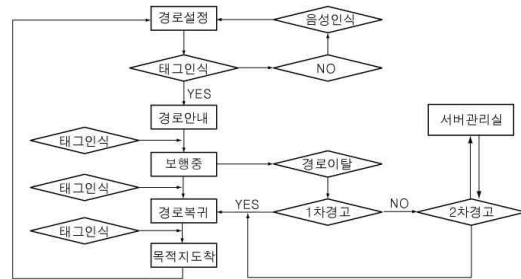 경로설정
음성인식
태그인식
NO
YES
경로안내
서버관리실
태그인식
보행중
경로이탈
태그인식
경로복귀
YES
1차경고
NO
2차경고
태그인식
목적지도착